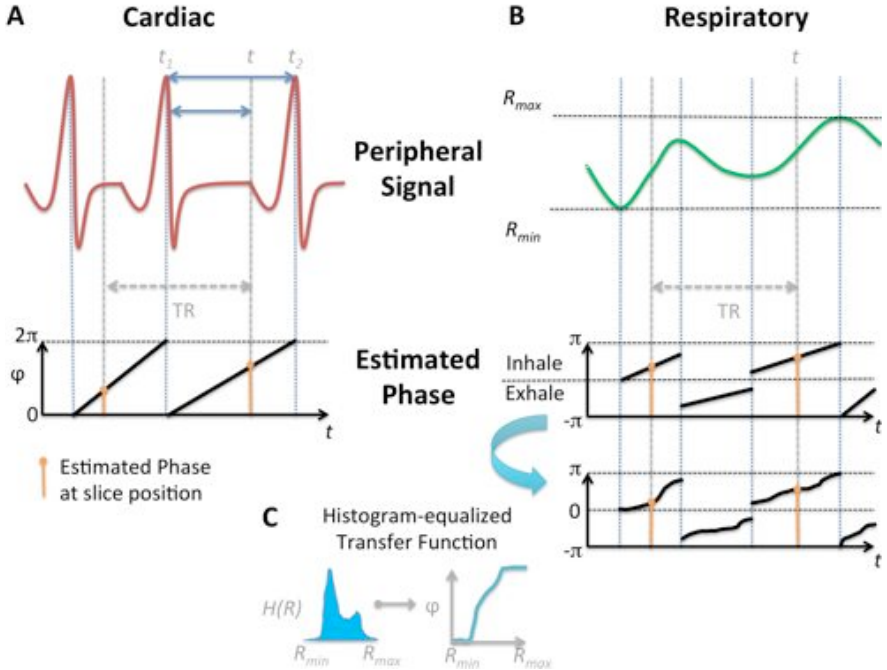 A
Cardiac
t1
t
t2
TR
2π
φ
0
t
Estimated Phase
at slice position
Peripheral
Signal
Estimated
Phase
B
Respiratory
t
Rmax
Rmin
TR
π
Inhale
Exhale
-π
t
π
0
-π
t
C
Histogram-equalized
Transfer Function
H(R)
Rmin
Rmax
φ
Rmin
Rmax